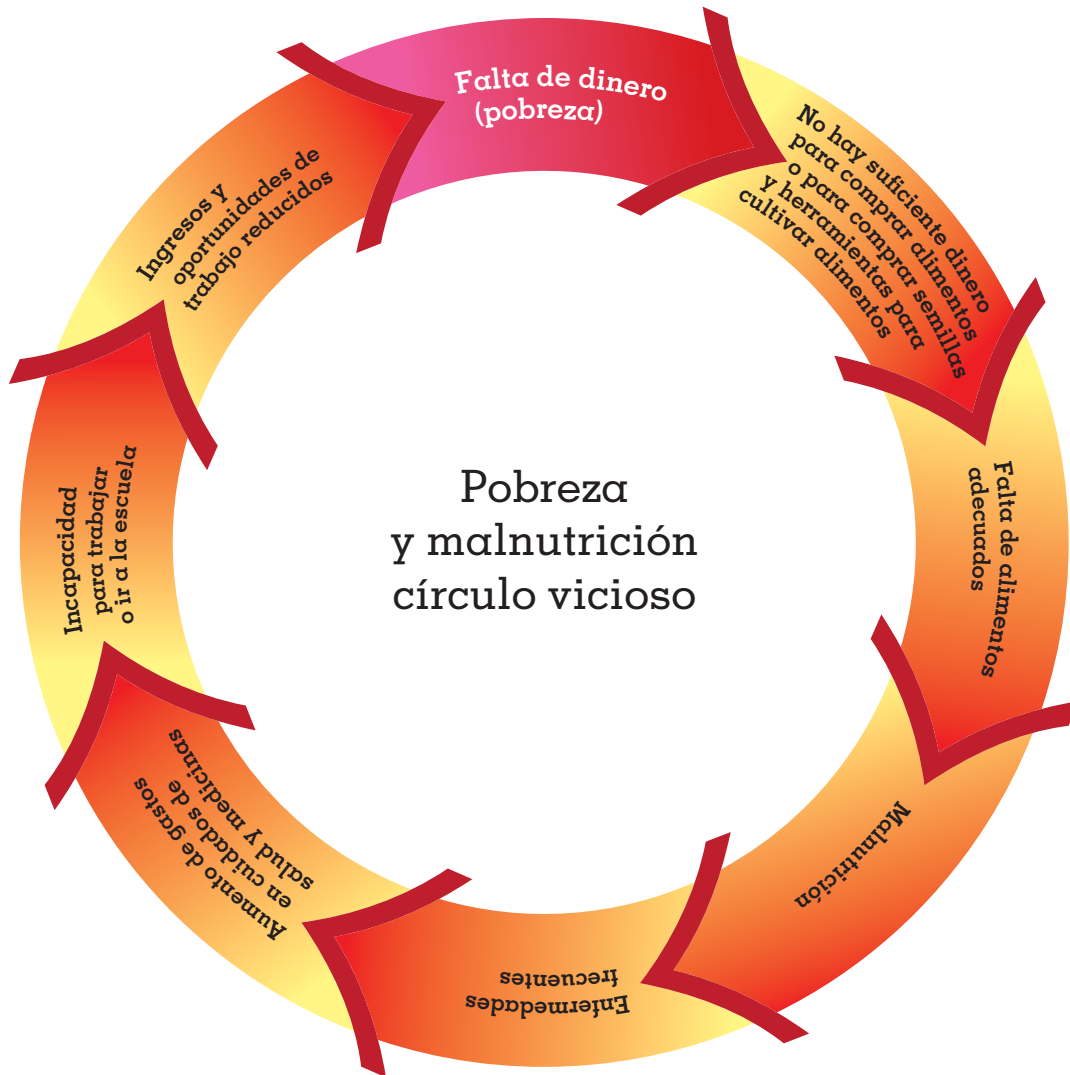 Falta de dinero
(pobreza)
No hay suficiente dinero
para comprar alimentos
o para comprar semillas
y herramientas para
cultivar alimentos
Falta de alimentos
adecuados
Malnutrición
Enfermedades
frecuentes
Aumento de gastos
en cuidados de
salud y medicinas
Incapacidad
para trabajar
o ir a la escuela
Ingresos y
oportunidades de
trabajo reducidos
Pobreza
y malnutrición
círculo vicioso